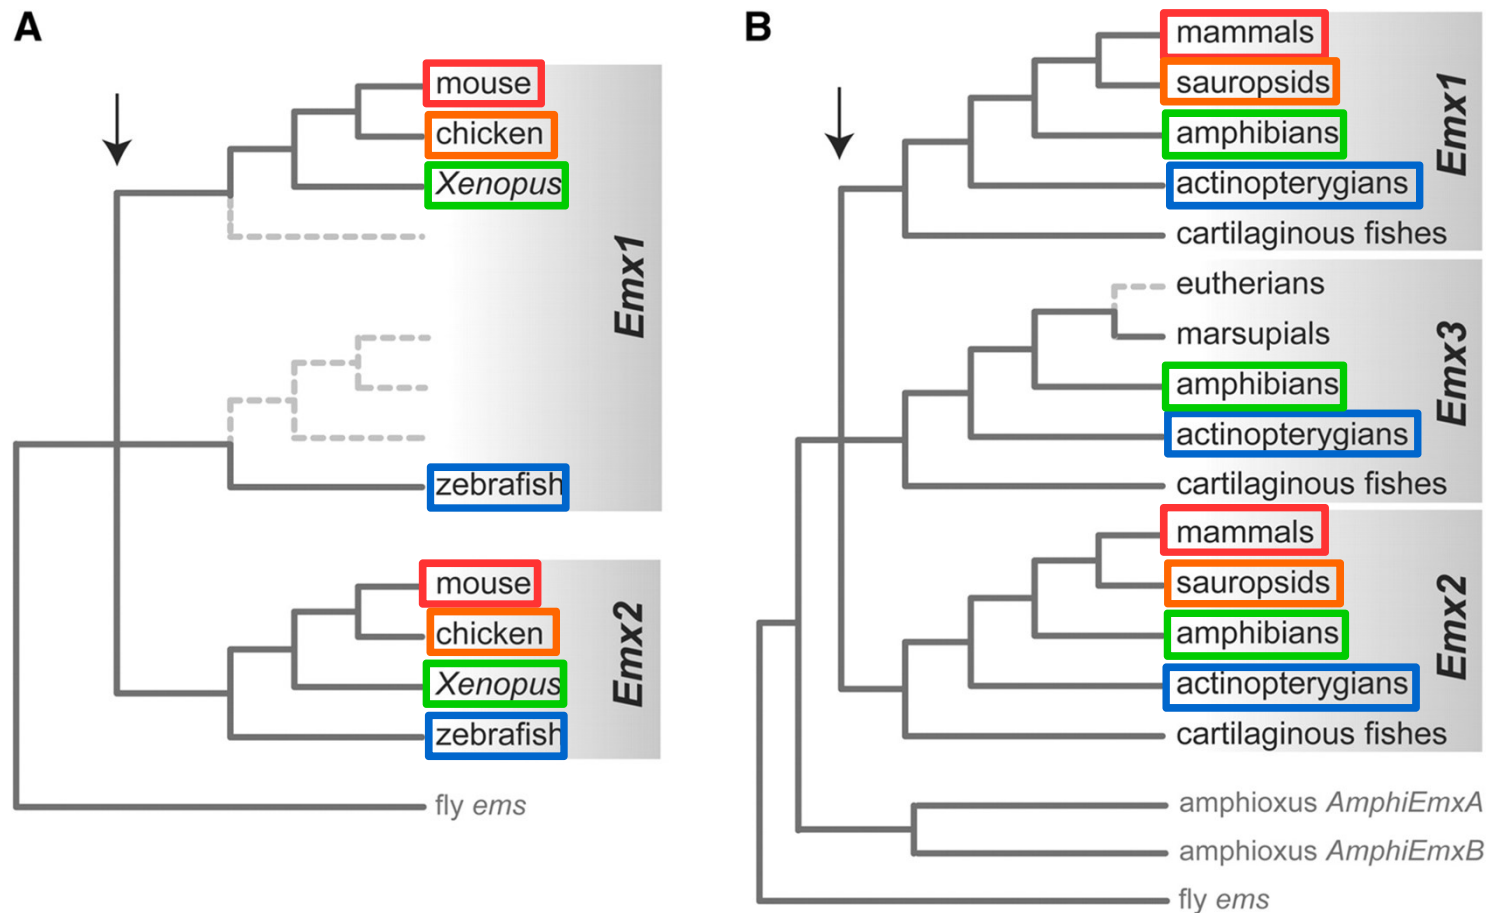 A
mouse
chicken
Xenopus
Emx1
zebrafish
mouse
chicken
Xenopus
zebrafish
Emx2
fly ems
B
mammals
sauropsids
amphibians
actinopterygians
cartilaginous fishes
Emx1
eutherians
marsupials
amphibians
actinopterygians
cartilaginous fishes
Emx3
mammals
sauropsids
amphibians
actinopterygians
cartilaginous fishes
Emx2
amphioxus AmphiEmxA
amphioxus AmphiEmxB
fly ems